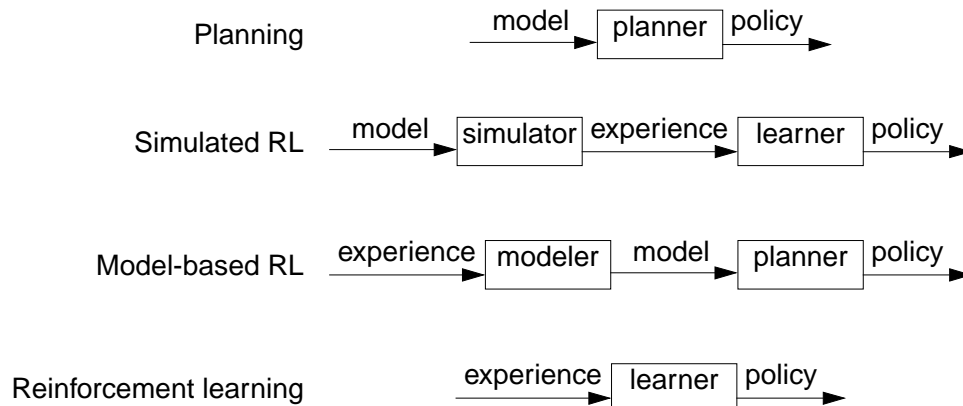 Planning model planner policy
Simulated RL model simulator experience learner policy
Model-based RL experience modeler model planner policy
Reinforcement learning experience learner policy